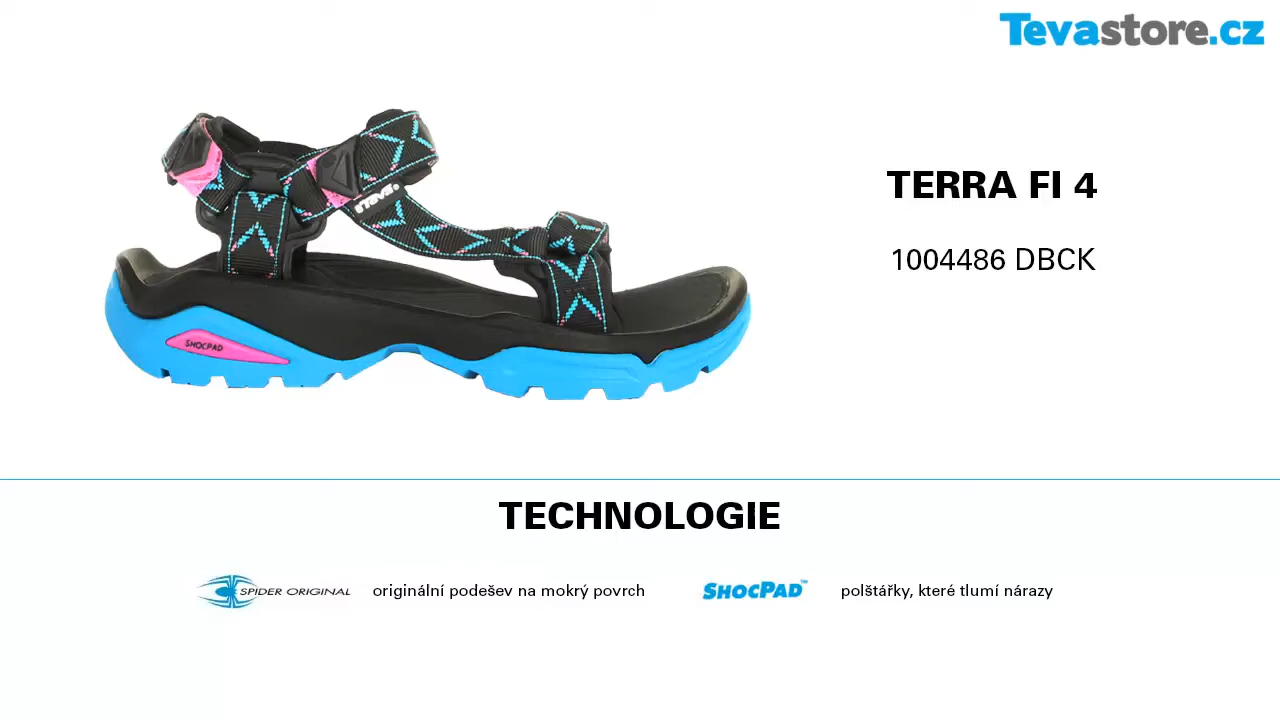 Tevastore.cz
TERRA FI 4
1004486 DBCK
Teva
SHOCPAD
TECHNOLOGIE
SPIDER ORIGINAL originální podešev na mokrý povrch
SHOCPAD™ polštářky, které tlumí nárazy